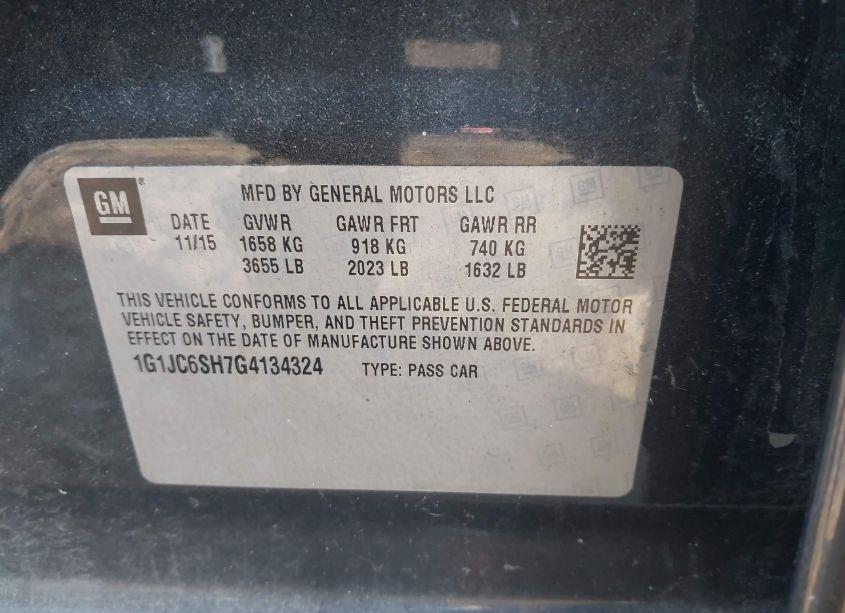 GM
MFD BY GENERAL MOTORS LLC
DATE GVWR GAWR FRT GAWR RR
11/15 1658 KG 918 KG 740 KG
3655 LB 2023 LB 1632 LB
THIS VEHICLE CONFORMS TO ALL APPLICABLE U.S. FEDERAL MOTOR
VEHICLE SAFETY, BUMPER, AND THEFT PREVENTION STANDARDS IN
EFFECT ON THE DATE OF MANUFACTURE SHOWN ABOVE.
1G1JC6SH7G4134324 TYPE: PASS CAR